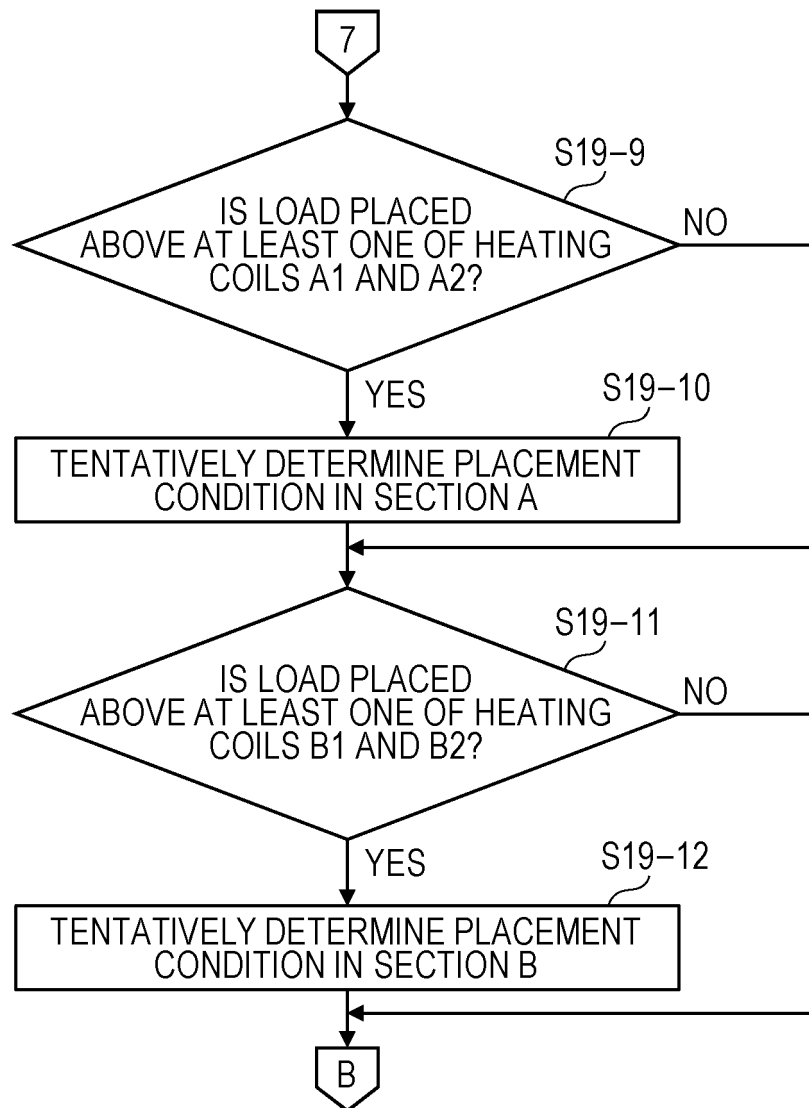 7
S19-9
IS LOAD PLACED
ABOVE AT LEAST ONE OF HEATING
COILS A1 AND A2?
NO
YES
S19-10
TENTATIVELY DETERMINE PLACEMENT
CONDITION IN SECTION A
S19-11
IS LOAD PLACED
ABOVE AT LEAST ONE OF HEATING
COILS B1 AND B2?
NO
YES
S19-12
TENTATIVELY DETERMINE PLACEMENT
CONDITION IN SECTION B
B